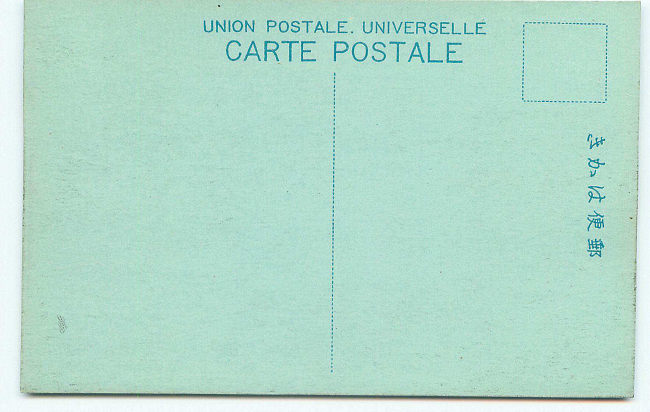 UNION POSTALE. UNIVERSELLE
CARTE POSTALE
きかは便郵